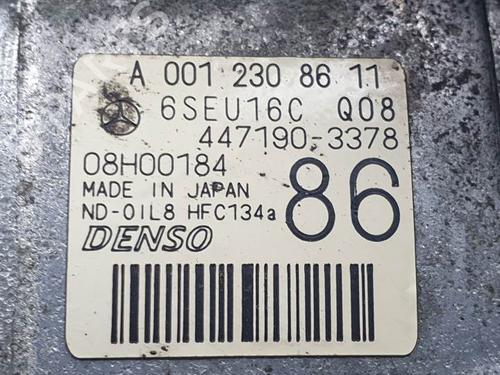 A 001 230 86 11
6SEU16C Q08
447190-3378
08H00184
MADE IN JAPAN
ND-OIL8 HFC134a
86
DENSO